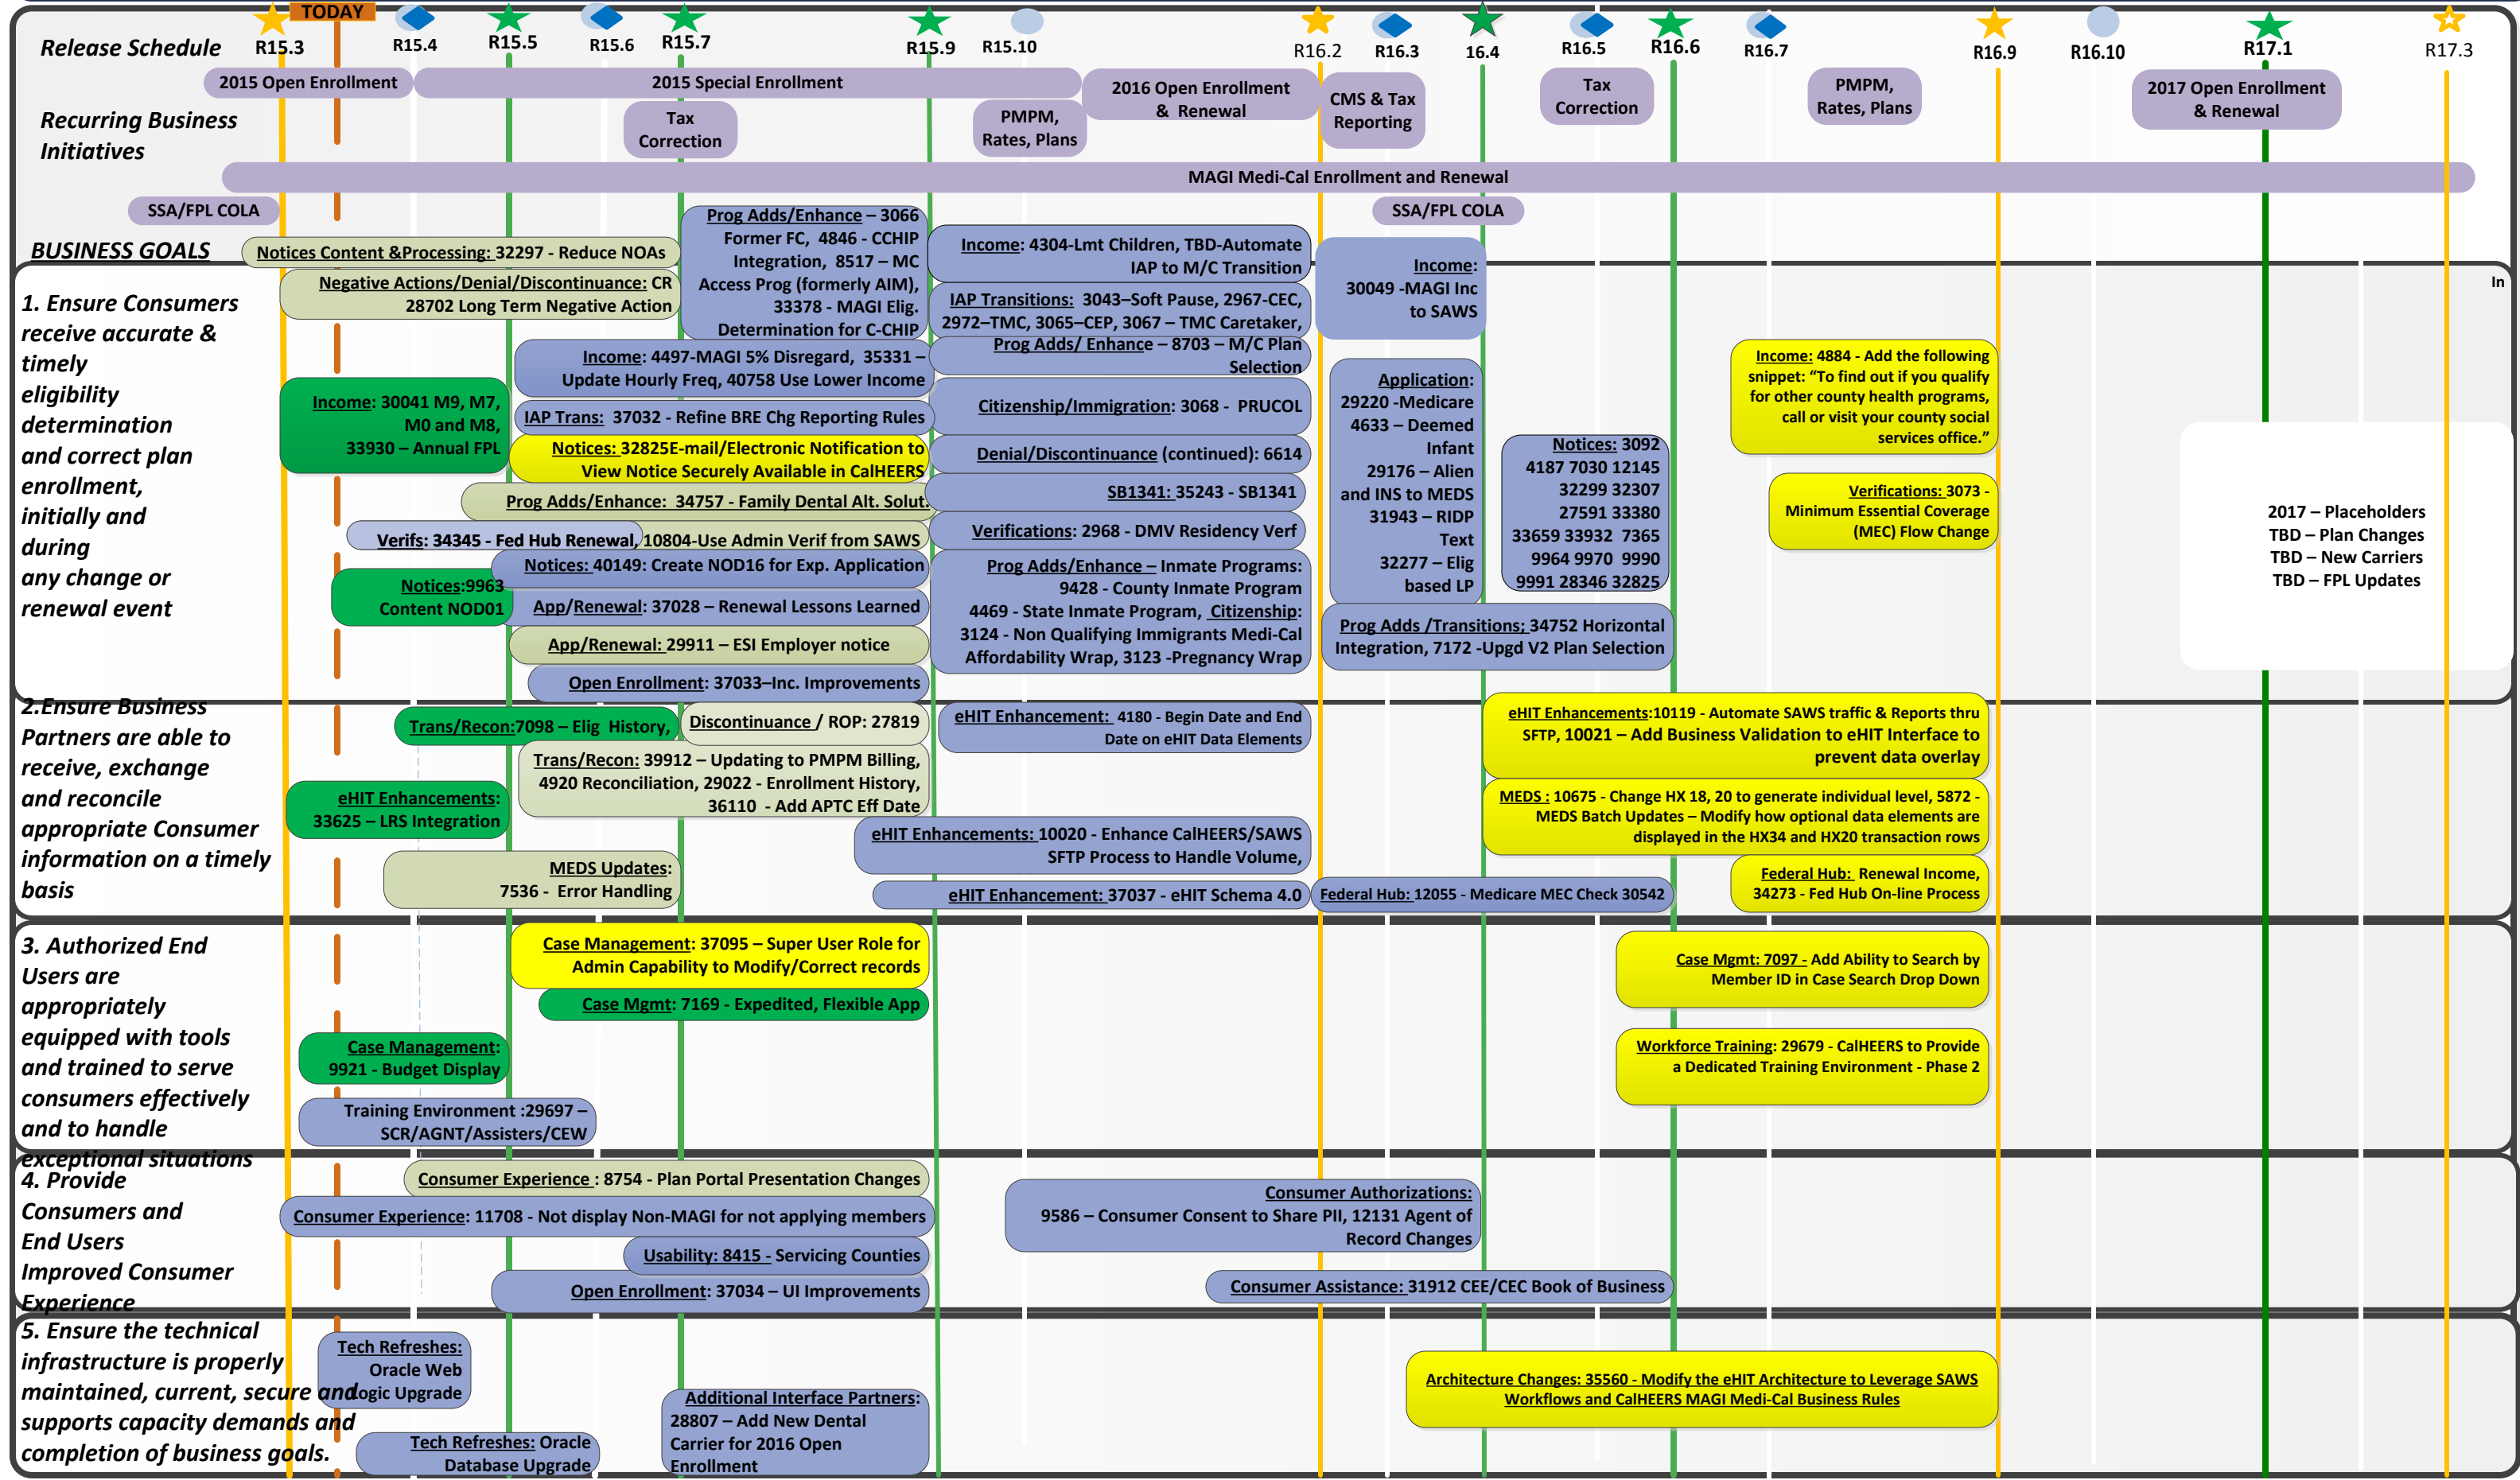 TODAY
Release Schedule
R15.3
R15.4
R15.5
R15.6
R15.7
R15.9
R15.10
R16.2
R16.3
16.4
R16.5
R16.6
R16.7
R16.9
R16.10
R17.1
R17.3
Recurring Business
Initiatives
2015 Open Enrollment
2015 Special Enrollment
Tax
Correction
PMPM,
Rates, Plans
2016 Open Enrollment
& Renewal
CMS & Tax
Reporting
Tax
Correction
PMPM,
Rates, Plans
2017 Open Enrollment
& Renewal
MAGI Medi-Cal Enrollment and Renewal
SSA/FPL COLA
SSA/FPL COLA
BUSINESS GOALS
1. Ensure Consumers
receive accurate &
timely
eligibility
determination
and correct plan
enrollment,
initially and
during
any change or
renewal event
Notices Content &Processing: 32297 - Reduce NOAs
Negative Actions/Denial/Discontinuance: CR
28702 Long Term Negative Action
Income: 30041 M9, M7,
M0 and M8,
33930 – Annual FPL
Prog Adds/Enhance – 3066
Former FC, 4846 - CCHIP
Integration, 8517 – MC
Access Prog (formerly AIM),
33378 - MAGI Elig.
Determination for C-CHIP
Income: 4497-MAGI 5% Disregard, 35331 –
Update Hourly Freq, 40758 Use Lower Income
IAP Trans: 37032 - Refine BRE Chg Reporting Rules
Notices: 32825E-mail/Electronic Notification to
View Notice Securely Available in CalHEERS
Prog Adds/Enhance: 34757 - Family Dental Alt. Solut.
Verifs: 34345 - Fed Hub Renewal, 10804-Use Admin Verif from SAWS
Notices: 40149: Create NOD16 for Exp. Application
Notices:9963
Content NOD01
App/Renewal: 37028 – Renewal Lessons Learned
App/Renewal: 29911 – ESI Employer notice
Open Enrollment: 37033–Inc. Improvements
Income: 4304-Lmt Children, TBD-Automate
IAP to M/C Transition
IAP Transitions: 3043–Soft Pause, 2967-CEC,
2972–TMC, 3065–CEP, 3067 – TMC Caretaker,
Prog Adds/ Enhance – 8703 – M/C Plan
Selection
Citizenship/Immigration: 3068 - PRUCOL
Denial/Discontinuance (continued): 6614
SB1341: 35243 - SB1341
Verifications: 2968 - DMV Residency Verf
Prog Adds/Enhance – Inmate Programs:
9428 - County Inmate Program
4469 - State Inmate Program, Citizenship:
3124 - Non Qualifying Immigrants Medi-Cal
Affordability Wrap, 3123 -Pregnancy Wrap
Income:
30049 -MAGI Inc
to SAWS
Application:
29220 -Medicare
4633 – Deemed
Infant
29176 – Alien
and INS to MEDS
31943 – RIDP
Text
32277 – Elig
based LP
Notices: 3092
4187 7030 12145
32299 32307
27591 33380
33659 33932 7365
9964 9970 9990
9991 28346 32825
Prog Adds /Transitions; 34752 Horizontal
Integration, 7172 -Upgd V2 Plan Selection
Income: 4884 - Add the following
snippet: “To find out if you qualify
for other county health programs,
call or visit your county social
services office.”
Verifications: 3073 -
Minimum Essential Coverage
(MEC) Flow Change
In
2017 – Placeholders
TBD – Plan Changes
TBD – New Carriers
TBD – FPL Updates
2.Ensure Business
Partners are able to
receive, exchange
and reconcile
appropriate Consumer
information on a timely
basis
Trans/Recon:7098 – Elig History,
Discontinuance / ROP: 27819
Trans/Recon: 39912 – Updating to PMPM Billing,
4920 Reconciliation, 29022 - Enrollment History,
36110 - Add APTC Eff Date
eHIT Enhancements:
33625 – LRS Integration
MEDS Updates:
7536 - Error Handling
eHIT Enhancement: 4180 - Begin Date and End
Date on eHIT Data Elements
eHIT Enhancements: 10020 - Enhance CalHEERS/SAWS
SFTP Process to Handle Volume,
eHIT Enhancement: 37037 - eHIT Schema 4.0
Federal Hub: 12055 - Medicare MEC Check 30542
eHIT Enhancements:10119 - Automate SAWS traffic & Reports thru
SFTP, 10021 – Add Business Validation to eHIT Interface to
prevent data overlay
MEDS : 10675 - Change HX 18, 20 to generate individual level, 5872 -
MEDS Batch Updates – Modify how optional data elements are
displayed in the HX34 and HX20 transaction rows
Federal Hub: Renewal Income,
34273 - Fed Hub On-line Process
3. Authorized End
Users are
appropriately
equipped with tools
and trained to serve
consumers effectively
and to handle
exceptional situations
Case Management: 37095 – Super User Role for
Admin Capability to Modify/Correct records
Case Mgmt: 7169 - Expedited, Flexible App
Case Management:
9921 - Budget Display
Training Environment :29697 –
SCR/AGNT/Assisters/CEW
Case Mgmt: 7097 - Add Ability to Search by
Member ID in Case Search Drop Down
Workforce Training: 29679 - CalHEERS to Provide
a Dedicated Training Environment - Phase 2
4. Provide
Consumers and
End Users
Improved Consumer
Experience
Consumer Experience : 8754 - Plan Portal Presentation Changes
Consumer Experience: 11708 - Not display Non-MAGI for not applying members
Usability: 8415 - Servicing Counties
Open Enrollment: 37034 – UI Improvements
Consumer Authorizations:
9586 – Consumer Consent to Share PII, 12131 Agent of
Record Changes
Consumer Assistance: 31912 CEE/CEC Book of Business
5. Ensure the technical
infrastructure is properly
maintained, current, secure and
supports capacity demands and
completion of business goals.
Tech Refreshes:
Oracle Web
Logic Upgrade
Tech Refreshes: Oracle
Database Upgrade
Additional Interface Partners:
28807 – Add New Dental
Carrier for 2016 Open
Enrollment
Architecture Changes: 35560 - Modify the eHIT Architecture to Leverage SAWS
Workflows and CalHEERS MAGI Medi-Cal Business Rules